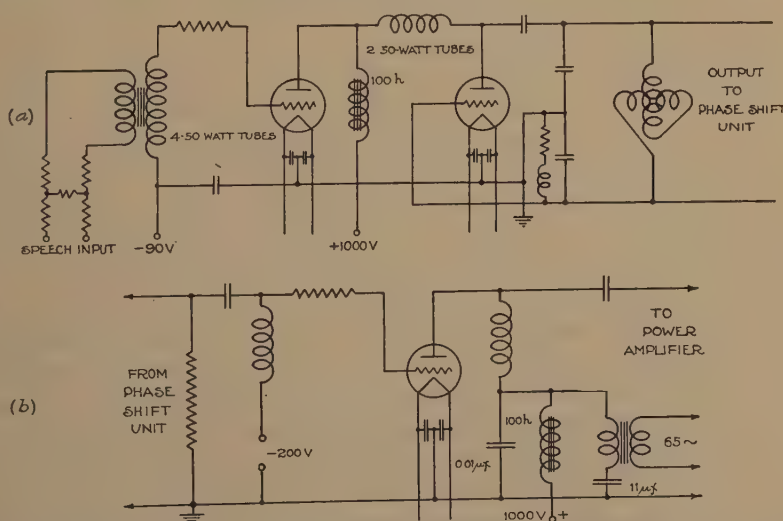 (a)
2 50-WATT TUBES
100 h
4-50 WATT TUBES
OUTPUT
TO
PHASE SHIFT
UNIT
SPEECH INPUT
-90V
+1000V
(b)
FROM
PHASE
SHIFT
UNIT
-200V
TO
POWER
AMPLIFIER
100h
65~
0.01μf
11μf
1000V +